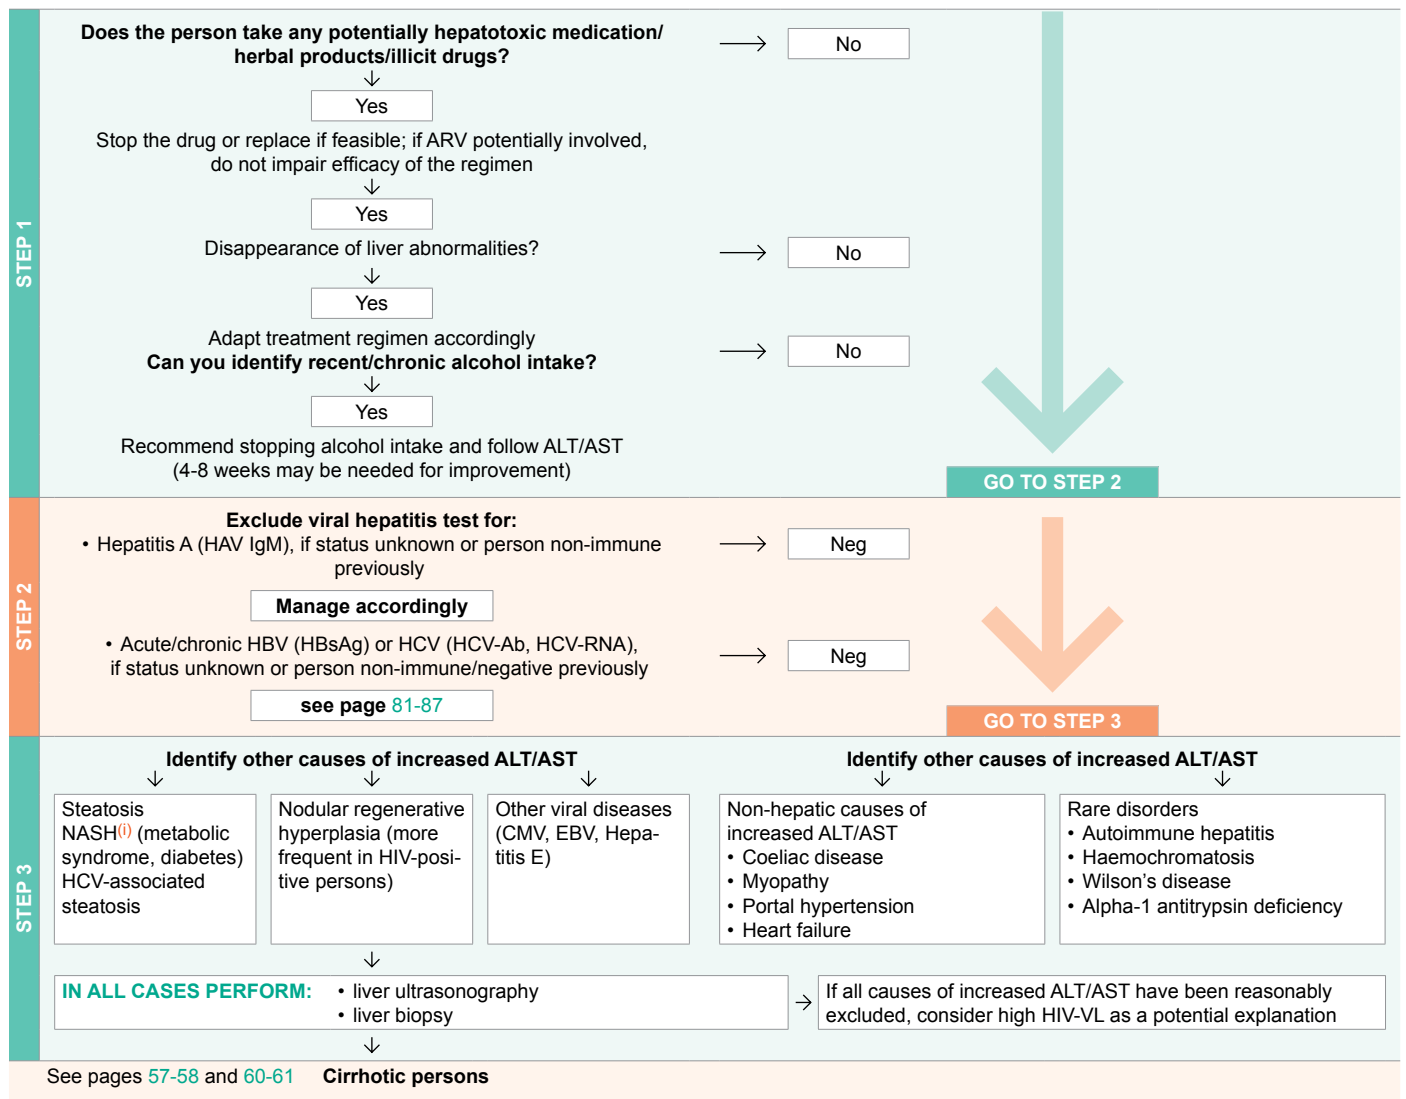 STEP 1
Does the person take any potentially hepatotoxic medication/
herbal products/illicit drugs?
No
Yes
Stop the drug or replace if feasible; if ARV potentially involved,
do not impair efficacy of the regimen
Yes
Disappearance of liver abnormalities?
No
Yes
Adapt treatment regimen accordingly
Can you identify recent/chronic alcohol intake?
No
Yes
Recommend stopping alcohol intake and follow ALT/AST
(4-8 weeks may be needed for improvement)
GO TO STEP 2
STEP 2
Exclude viral hepatitis test for:
• Hepatitis A (HAV IgM), if status unknown or person non-immune
previously
Neg
Manage accordingly
• Acute/chronic HBV (HBsAg) or HCV (HCV-Ab, HCV-RNA),
if status unknown or person non-immune/negative previously
Neg
see page 81-87
GO TO STEP 3
STEP 3
Identify other causes of increased ALT/AST
Steatosis
NASH(i) (metabolic
syndrome, diabetes)
HCV-associated
steatosis
Nodular regenerative
hyperplasia (more
frequent in HIV-posi-
tive persons)
Other viral diseases
(CMV, EBV, Hepa-
titis E)
Identify other causes of increased ALT/AST
Non-hepatic causes of
increased ALT/AST
• Coeliac disease
• Myopathy
• Portal hypertension
• Heart failure
Rare disorders
• Autoimmune hepatitis
• Haemochromatosis
• Wilson's disease
• Alpha-1 antitrypsin deficiency
IN ALL CASES PERFORM:
• liver ultrasonography
• liver biopsy
If all causes of increased ALT/AST have been reasonably
excluded, consider high HIV-VL as a potential explanation
See pages 57-58 and 60-61 Cirrhotic persons